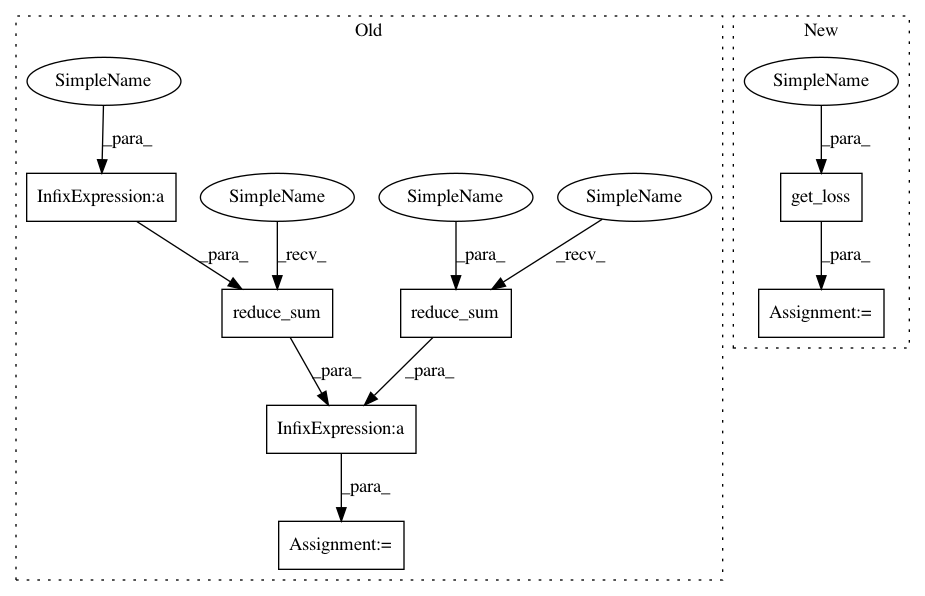 Old
New
SimpleName
SimpleName
_para_
_para_
InfixExpression:a
SimpleName
SimpleName
SimpleName
get_loss
_para_
_recv_
_para_
_recv_
_para_
reduce_sum
reduce_sum
Assignment:=
_para_
_para_
InfixExpression:a
_para_
Assignment:=